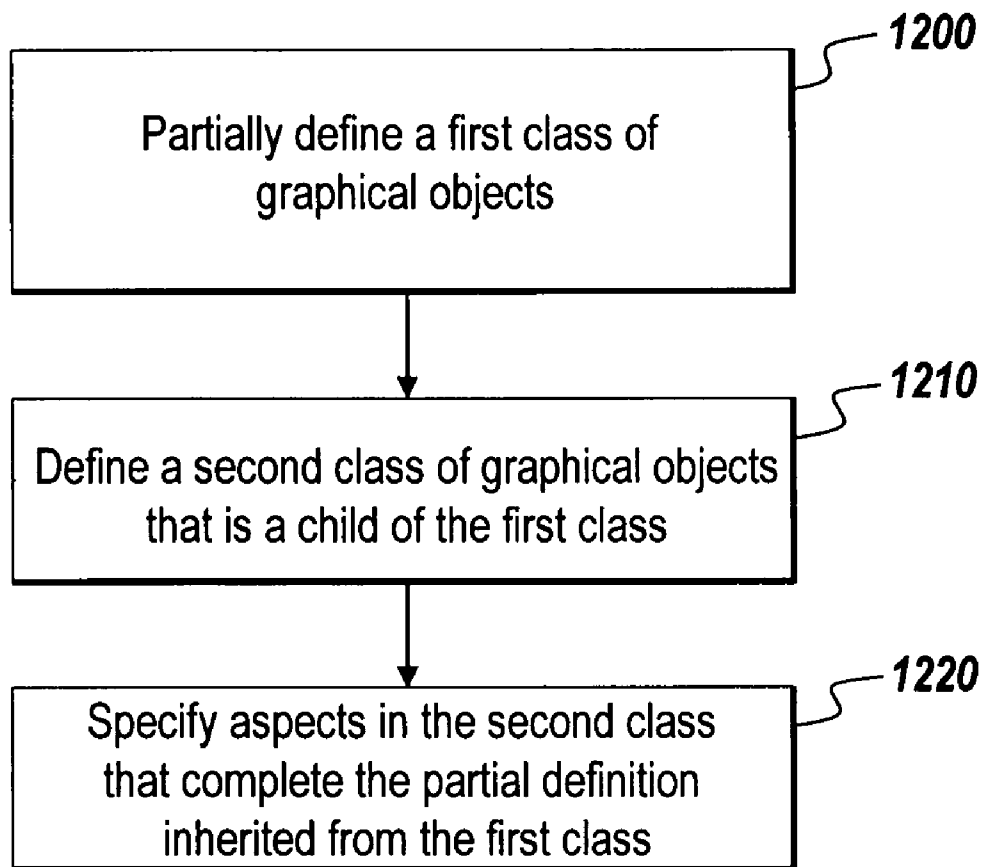 1200
Partially define a first class of
graphical objects
1210
Define a second class of graphical objects
that is a child of the first class
1220
Specify aspects in the second class
that complete the partial definition
inherited from the first class